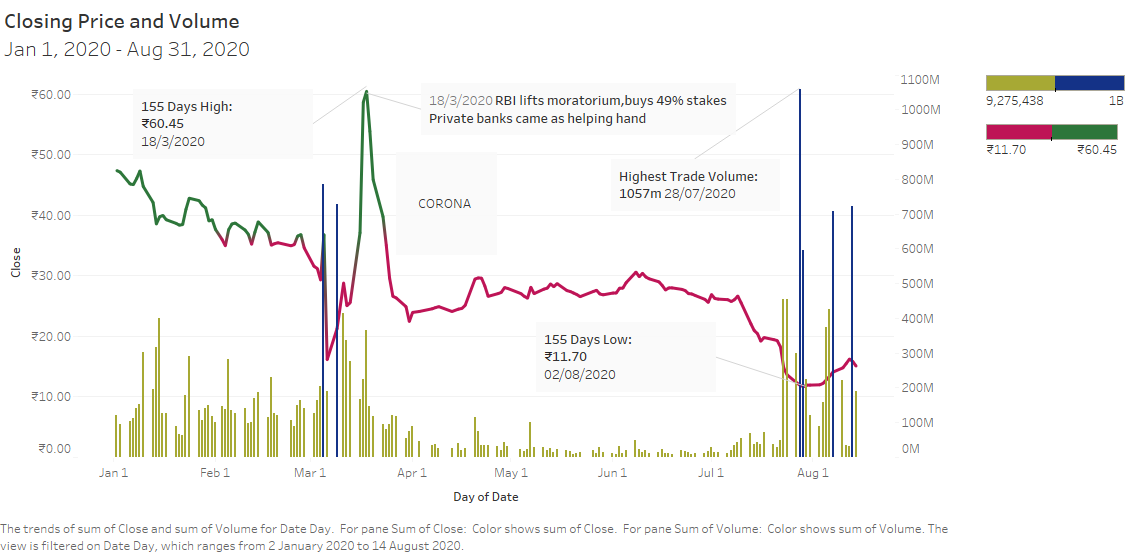 Closing Price and Volume
Jan 1, 2020 - Aug 31, 2020
₹60.00
₹50.00
₹40.00
₹30.00
₹20.00
₹10.00
₹0.00
Close
155 Days High:
₹60.45
18/3/2020
18/3/2020 RBI lifts moratorium,buys 49% stakes
Private banks came as helping hand
CORONA
Highest Trade Volume:
1057m 28/07/2020
155 Days Low:
₹11.70
02/08/2020
1100M
1000M
900M
800M
700M
600M
500M
400M
300M
200M
100M
0M
9,275,438 1B
₹11.70 ₹60.45
Jan 1 Feb 1 Mar 1 Apr 1 May 1 Jun 1 Jul 1 Aug 1
Day of Date
The trends of sum of Close and sum of Volume for Date Day. For pane Sum of Close: Color shows sum of Close. For pane Sum of Volume: Color shows sum of Volume. The
view is filtered on Date Day, which ranges from 2 January 2020 to 14 August 2020.